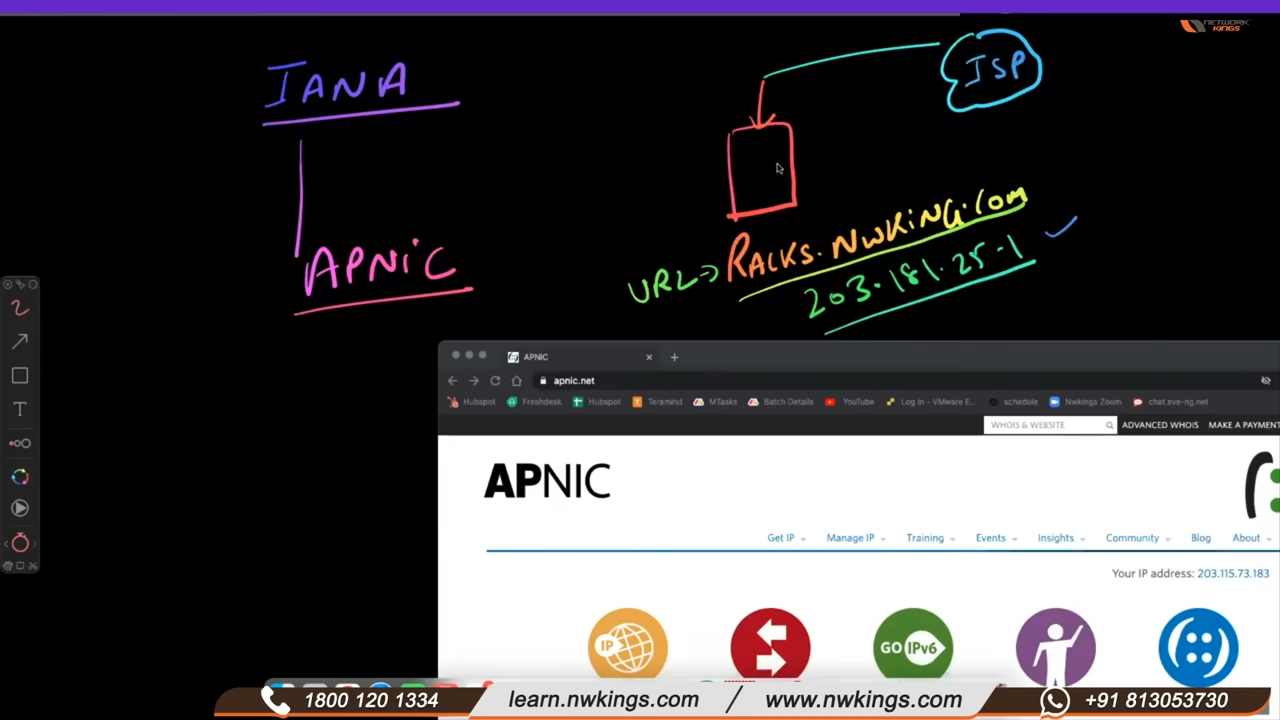 NETWORK KINGS
IANA
ISP
APNIC
URL=> RACKS.NWKING.COM
203.181.25.1
APNIC
apnic.net
Hubspot Freshdesk Hubspot Teramind MTasks Batch Details YouTube Log in - VMware E... schedule Nwkings Zoom chat.eve-ng.net
WHOIS & WEBSITE ADVANCED WHOIS MAKE A PAYMENT
APNIC
Get IP Manage IP Training Events Insights Community Blog About
Your IP address: 203.115.73.183
IP
GO IPv6
1800 120 1334 learn.nwkings.com / www.nwkings.com +91 813053730